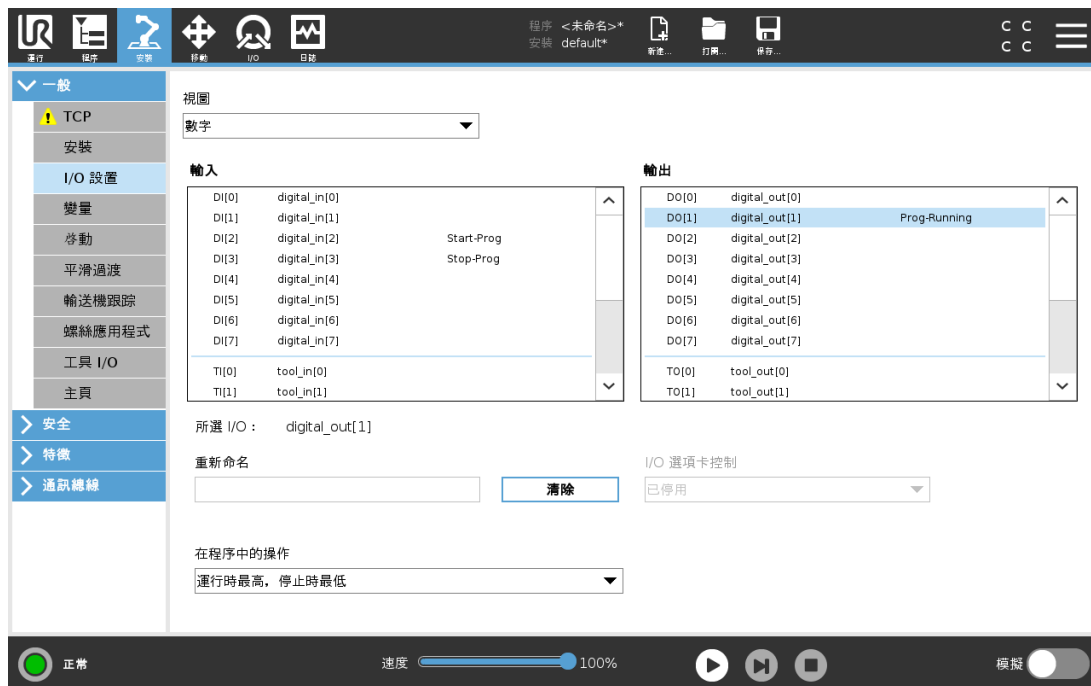 程序 <未命名>*
安裝 default*
C C
C C
運行 程序 安裝 移動 I/O 日誌 新建... 打開... 保存...
一般
TCP
安裝
I/O 設置
變量
啓動
平滑過渡
輸送機跟踪
螺絲應用程式
工具 I/O
主頁
安全
特徵
通訊總線
視圖
數字
輸入 輸出
DI[0] digital_in[0] DO[0] digital_out[0]
DI[1] digital_in[1] DO[1] digital_out[1] Prog-Running
DI[2] digital_in[2] Start-Prog DO[2] digital_out[2]
DI[3] digital_in[3] Stop-Prog DO[3] digital_out[3]
DI[4] digital_in[4] DO[4] digital_out[4]
DI[5] digital_in[5] DO[5] digital_out[5]
DI[6] digital_in[6] DO[6] digital_out[6]
DI[7] digital_in[7] DO[7] digital_out[7]
TI[0] tool_in[0] TO[0] tool_out[0]
TI[1] tool_in[1] TO[1] tool_out[1]
所選 I/O： digital_out[1]
重新命名 I/O 選項卡控制
清除 已停用
在程序中的操作
運行時最高，停止時最低
正常 速度 100% 模擬